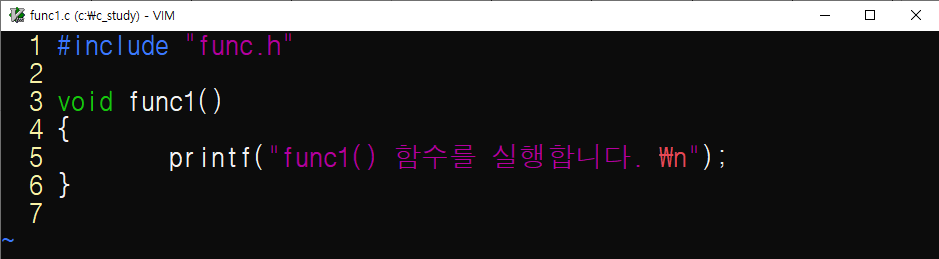 func1.c (c:₩c_study) - VIM
1 #include "func.h"
2
3 void func1()
4 {
5 printf("func1() 함수를 실행합니다. ₩n");
6 }
7
~